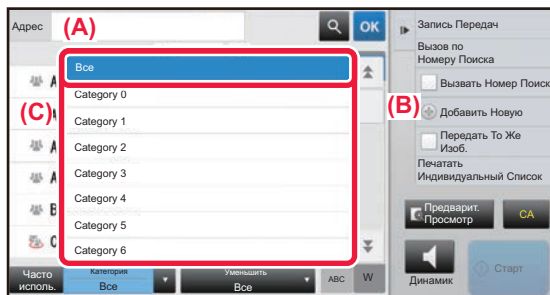 Адрес
(A)
OK
Все
Category 0
Category 1
Category 2
Category 3
Category 4
Category 5
Category 6
(C)
A
A
A
B
C
(B)
Запись Передач
Вызов по
Номеру Поиска
Вызвать Номер Поиск
Добавить Новую
Передать То Же
Изоб.
Печатать
Индивидуальный Список
Предварит.
Просмотр
CA
Часто
исполь.
Категория
Все
Уменьшить
Все
ABC
W
Динамик
Старт